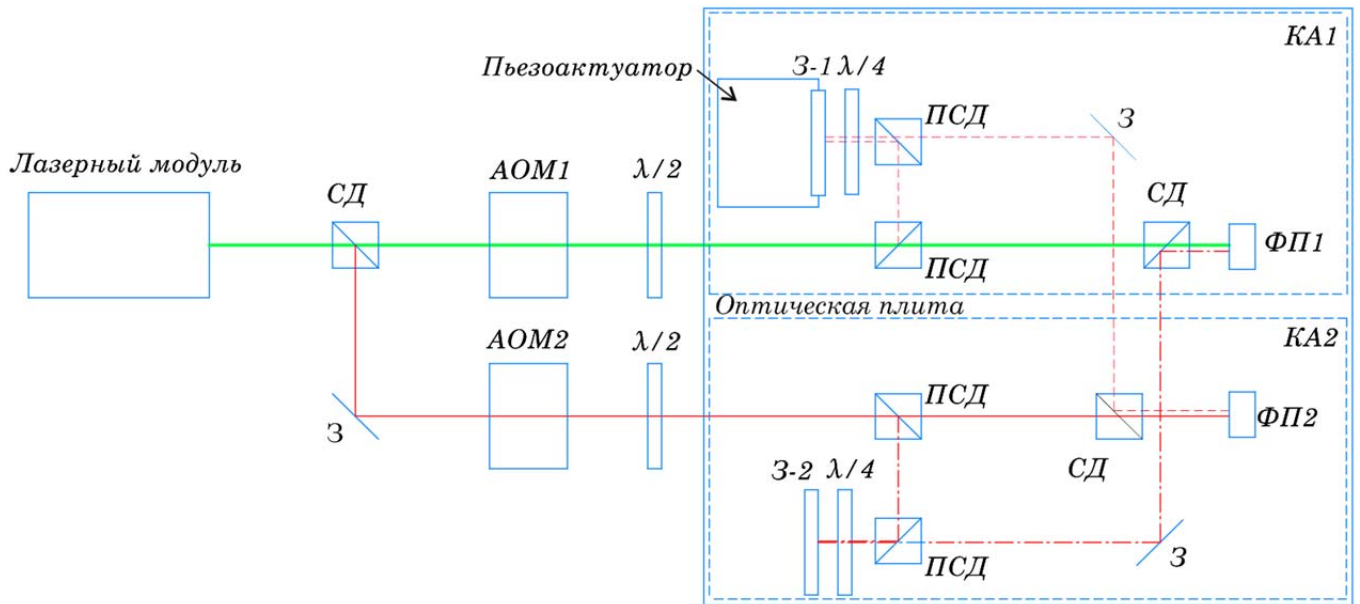 КА1
Пьезоактуатор
З-1 λ/4
ПСД
З
Лазерный модуль
СД
АОМ1
λ/2
СД
ФП1
ПСД
Оптическая плита
КА2
АОМ2
λ/2
ПСД
ФП2
З
СД
З-2 λ/4
ПСД
З